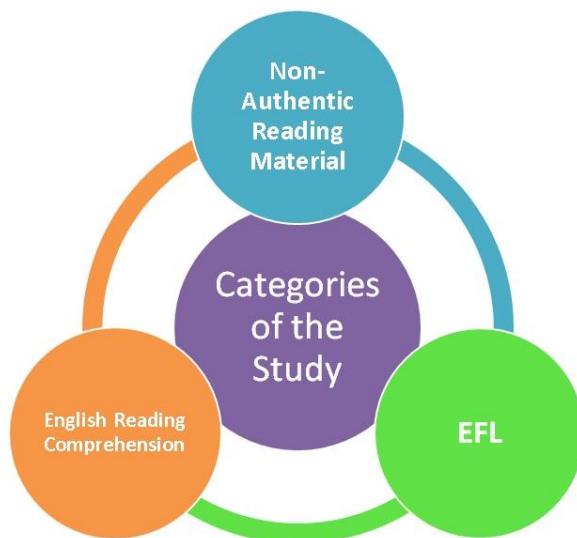 Non-
Authentic
Reading
Material
Categories
of the
Study
English Reading
Comprehension
EFL